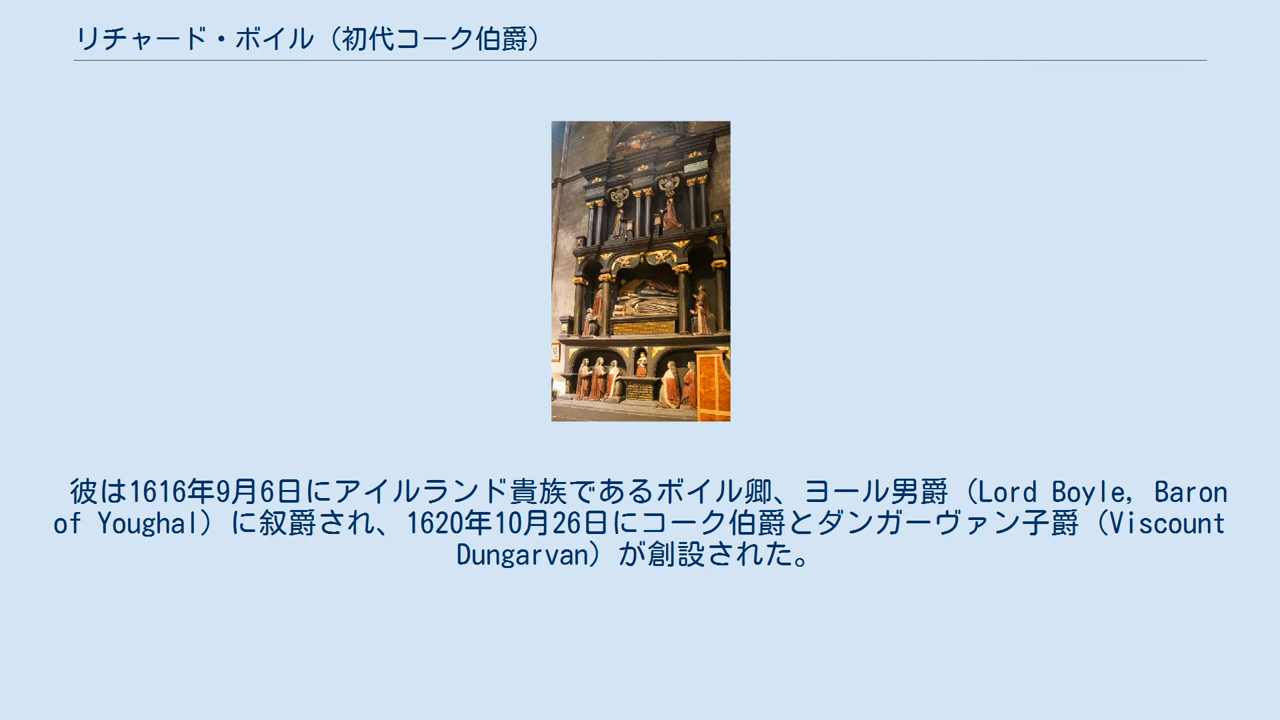 リチャード・ボイル（初代コーク伯爵）
彼は1616年9月6日にアイルランド貴族であるボイル卿、ヨール男爵（Lord Boyle, Baron
of Youghal）に叙爵され、1620年10月26日にコーク伯爵とダンガーヴァン子爵（Viscount
Dungarvan）が創設された。